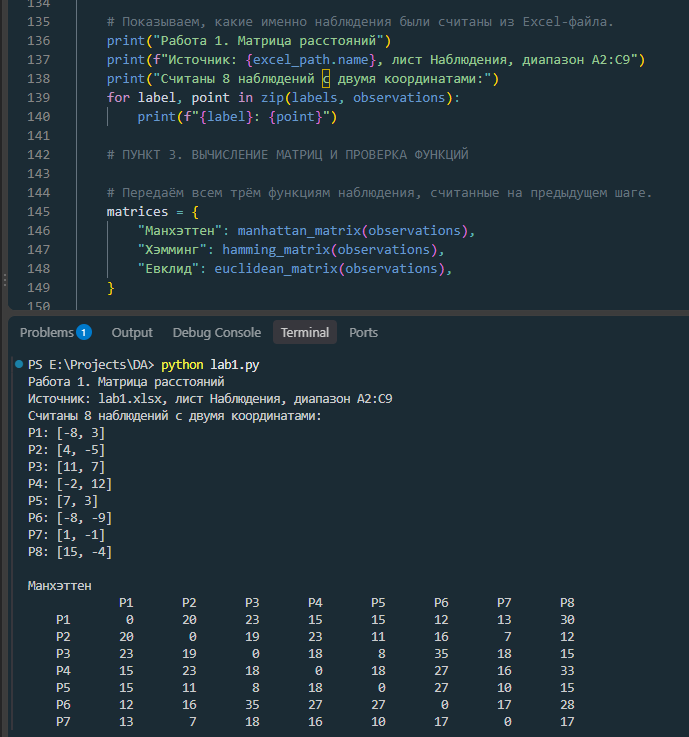 134
135 # Показываем, какие именно наблюдения были считаны из Excel-файла.
136 print("Работа 1. Матрица расстояний")
137 print(f"Источник: {excel_path.name}, лист Наблюдения, диапазон A2:C9")
138 print("Считаны 8 наблюдений с двумя координатами:")
139 for label, point in zip(labels, observations):
140 print(f"{label}: {point}")
141
142 # ПУНКТ 3. ВЫЧИСЛЕНИЕ МАТРИЦ И ПРОВЕРКА ФУНКЦИЙ
143
144 # Передаём всем трём функциям наблюдения, считанные на предыдущем шаге.
145 matrices = {
146 "Манхэттен": manhattan_matrix(observations),
147 "Хэмминг": hamming_matrix(observations),
148 "Евклид": euclidean_matrix(observations),
149 }
150
Problems 1 Output Debug Console Terminal Ports
PS E:\Projects\DA> python lab1.py
Работа 1. Матрица расстояний
Источник: lab1.xlsx, лист Наблюдения, диапазон A2:C9
Считаны 8 наблюдений с двумя координатами:
P1: [-8, 3]
P2: [4, -5]
P3: [11, 7]
P4: [-2, 12]
P5: [7, 3]
P6: [-8, -9]
P7: [1, -1]
P8: [15, -4]
Манхэттен
P1 P2 P3 P4 P5 P6 P7 P8
P1 0 20 23 15 15 12 13 30
P2 20 0 19 23 11 16 7 12
P3 23 19 0 18 8 35 18 15
P4 15 23 18 0 18 27 16 33
P5 15 11 8 18 0 27 10 15
P6 12 16 35 27 27 0 17 28
P7 13 7 18 16 10 17 0 17